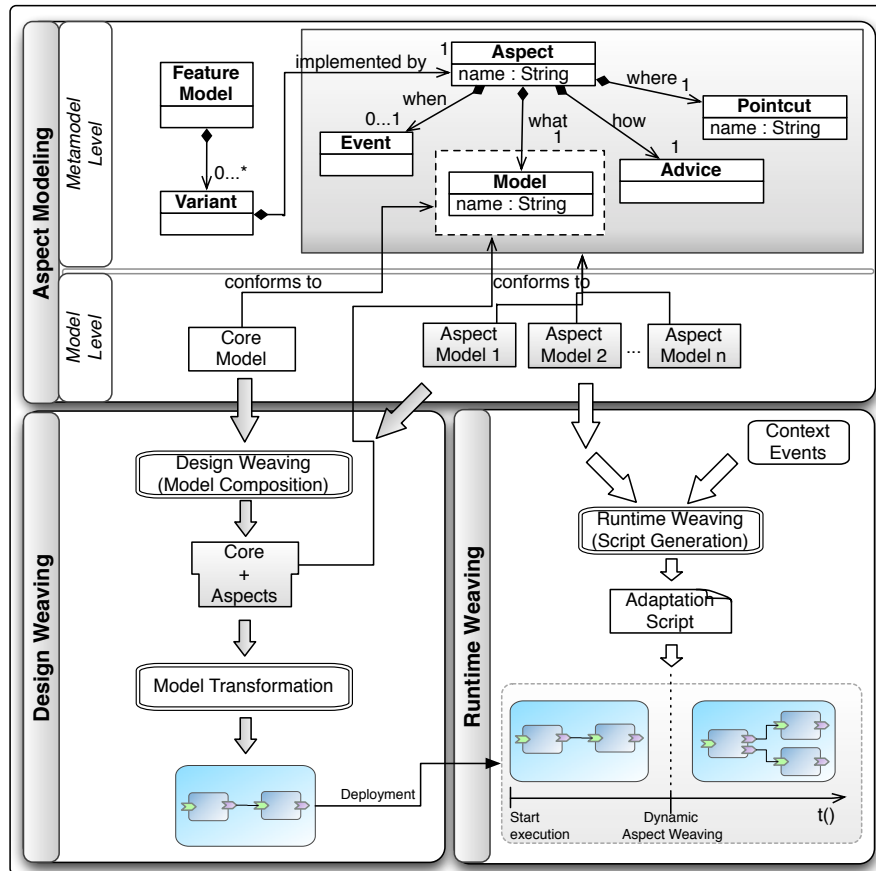 Aspect Modeling
Metamodel
Level
Feature
Model
0...*
Variant
implemented by
1
Aspect
name : String
when
0...1
Event
what
1
Model
name : String
how
1
Advice
where
1
Pointcut
name : String
Model
Level
conforms to
conforms to
Core
Model
Aspect
Model 1
Aspect
Model 2
...
Aspect
Model n
Design Weaving
Design Weaving
(Model Composition)
Core
+
Aspects
Model Transformation
Deployment
Runtime Weaving
Context
Events
Runtime Weaving
(Script Generation)
Adaptation
Script
Start
execution
Dynamic
Aspect Weaving
t()